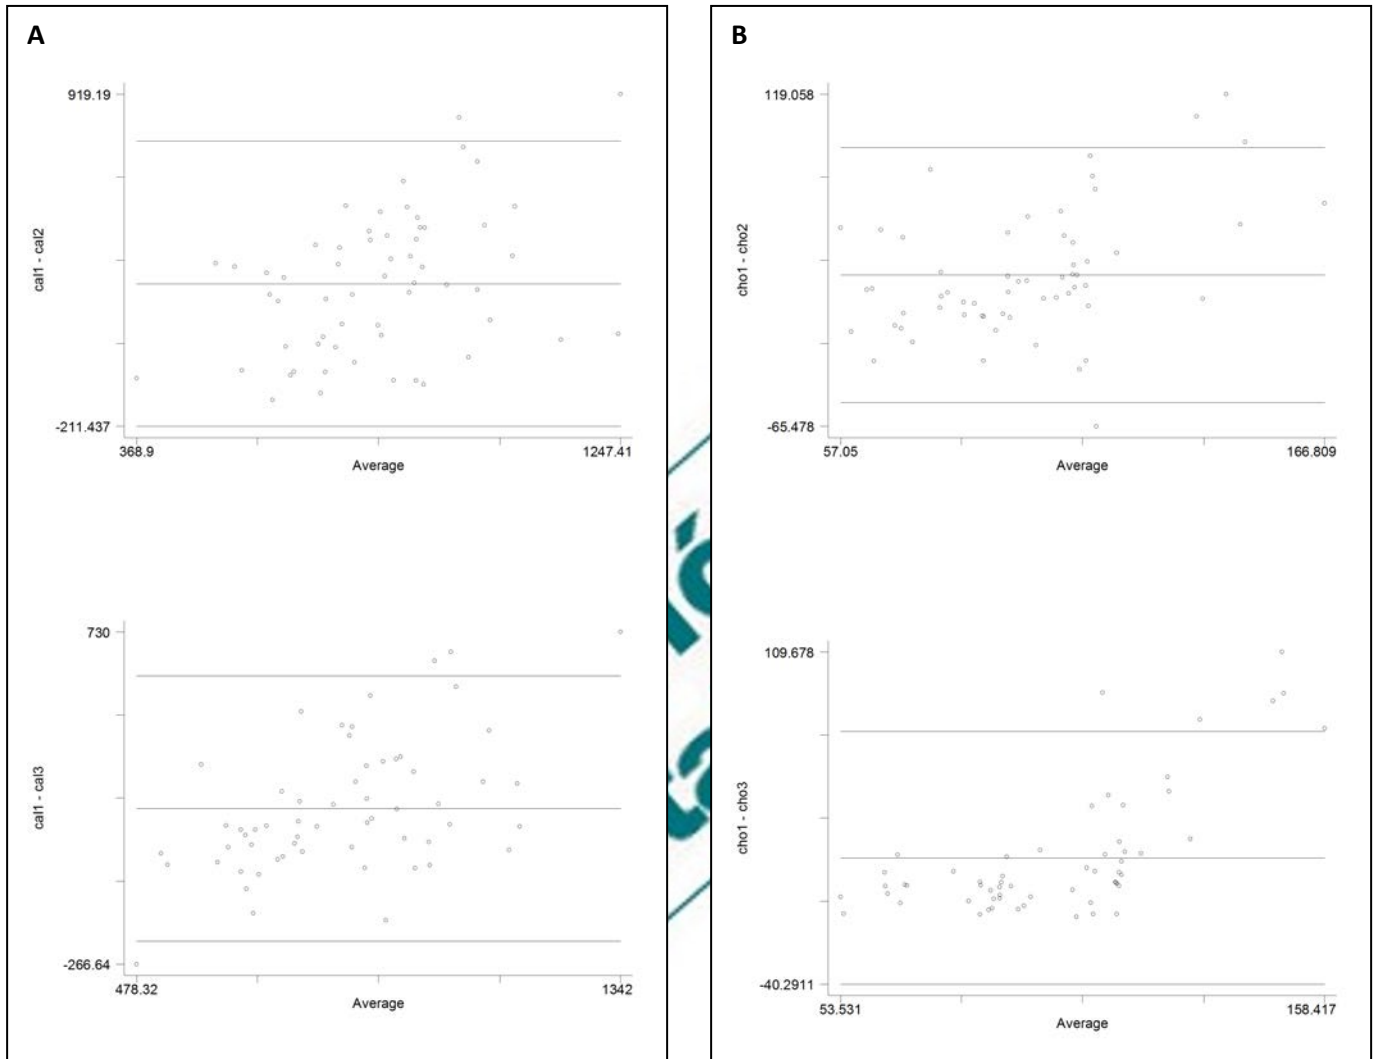 A
919.19
cal1 - cal2
-211.437
368.9
1247.41
Average
730
cal1 - cal3
-266.64
478.32
1342
Average
B
119.058
cho1 - cho2
-65.478
57.05
166.809
Average
109.678
cho1 - cho3
-40.2911
53.531
158.417
Average